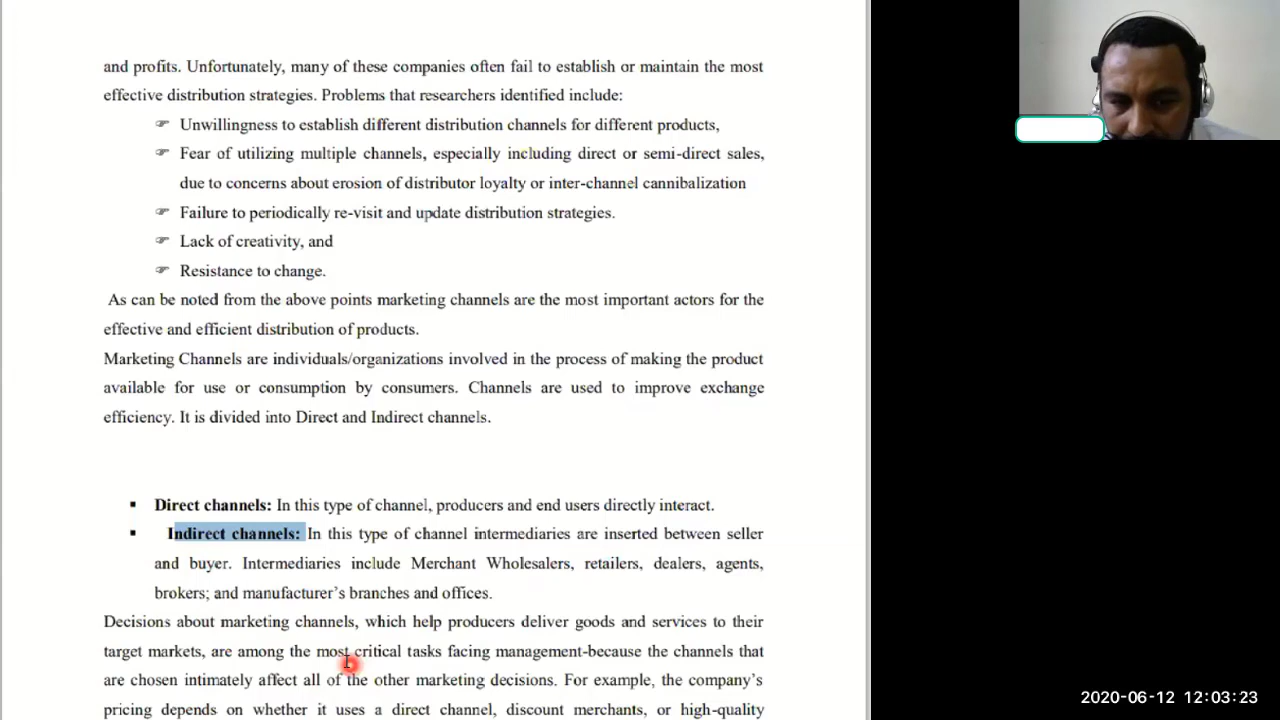 and profits. Unfortunately, many of these companies often fail to establish or maintain the most
effective distribution strategies. Problems that researchers identified include:
☞ Unwillingness to establish different distribution channels for different products,
☞ Fear of utilizing multiple channels, especially including direct or semi-direct sales,
due to concerns about erosion of distributor loyalty or inter-channel cannibalization
☞ Failure to periodically re-visit and update distribution strategies.
☞ Lack of creativity, and
☞ Resistance to change.
As can be noted from the above points marketing channels are the most important actors for the
effective and efficient distribution of products.
Marketing Channels are individuals/organizations involved in the process of making the product
available for use or consumption by consumers. Channels are used to improve exchange
efficiency. It is divided into Direct and Indirect channels.
▪ Direct channels: In this type of channel, producers and end users directly interact.
▪ Indirect channels: In this type of channel intermediaries are inserted between seller
and buyer. Intermediaries include Merchant Wholesalers, retailers, dealers, agents,
brokers; and manufacturer's branches and offices.
Decisions about marketing channels, which help producers deliver goods and services to their
target markets, are among the most critical tasks facing management-because the channels that
are chosen intimately affect all of the other marketing decisions. For example, the company's
pricing depends on whether it uses a direct channel, discount merchants, or high-quality
2020-06-12 12:03:23